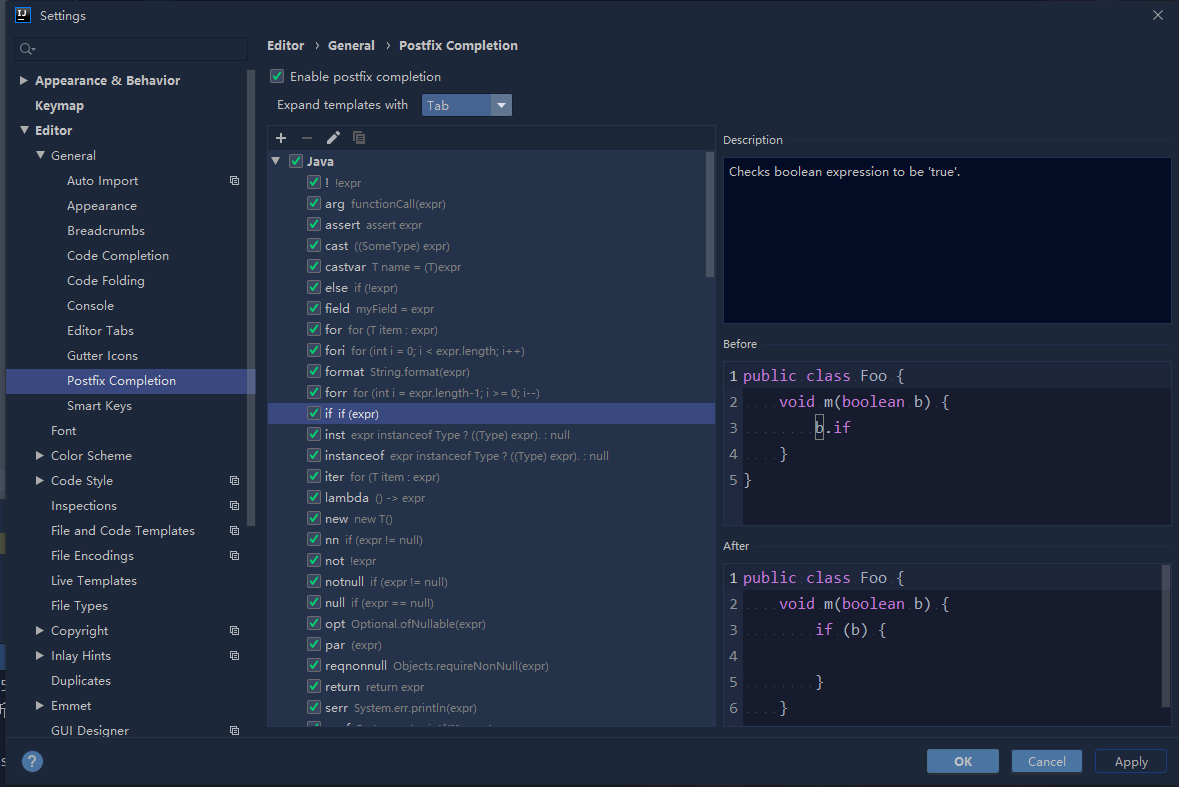 Settings
Editor › General › Postfix Completion
Appearance & Behavior
Keymap
Editor
General
Auto Import
Appearance
Breadcrumbs
Code Completion
Code Folding
Console
Editor Tabs
Gutter Icons
Postfix Completion
Smart Keys
Font
Color Scheme
Code Style
Inspections
File and Code Templates
File Encodings
Live Templates
File Types
Copyright
Inlay Hints
Duplicates
Emmet
GUI Designer
Enable postfix completion
Expand templates with Tab
Java
! !expr
arg functionCall(expr)
assert assert expr
cast ((SomeType) expr)
castvar T name = (T)expr
else if (!expr)
field myField = expr
for for (T item : expr)
fori for (int i = 0; i < expr.length; i++)
format String.format(expr)
forr for (int i = expr.length-1; i >= 0; i--)
if if (expr)
inst expr instanceof Type ? ((Type) expr). : null
instanceof expr instanceof Type ? ((Type) expr). : null
iter for (T item : expr)
lambda () -> expr
new new T()
nn if (expr != null)
not !expr
notnull if (expr != null)
null if (expr == null)
opt Optional.ofNullable(expr)
par (expr)
reqnonnull Objects.requireNonNull(expr)
return return expr
serr System.err.println(expr)
Description
Checks boolean expression to be 'true'.
Before
1 public class Foo {
2 void m(boolean b) {
3 b.if
4 }
5 }
After
1 public class Foo {
2 void m(boolean b) {
3 if (b) {
4
5 }
6 }
? OK Cancel Apply